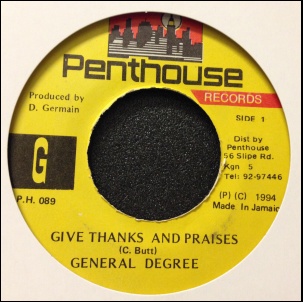 Penthouse
RECORDS
Produced by
D. Germain
SIDE 1
G
Dist by
Penthouse
56 Slipe Rd.
Kgn 5
Tel: 92-97446
P.H. 089
(P) (C) 1994
Made In Jamaic
GIVE THANKS AND PRAISES
(C. Butt)
GENERAL DEGREE